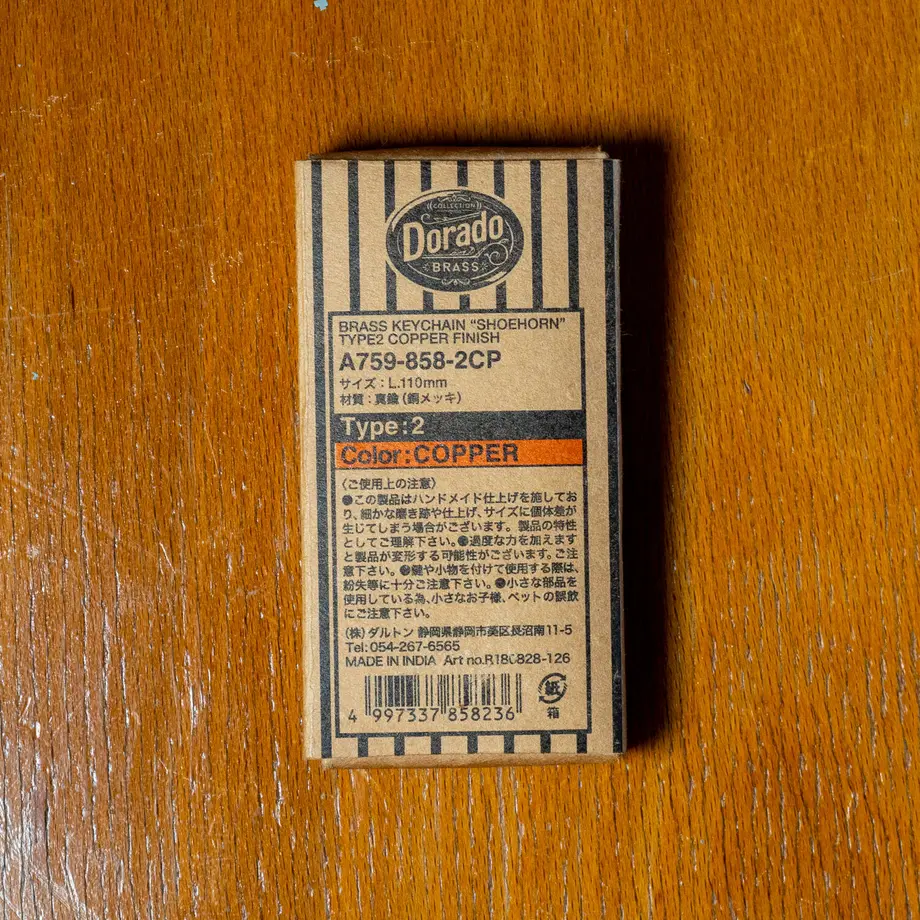 COLLECTION
Dorado
BRASS
BRASS KEYCHAIN "SHOEHORN"
TYPE2 COPPER FINISH
A759-858-2CP
サイズ：L.110mm
材質：真鍮（銅メッキ）
Type:2
Color:COPPER
〈ご使用上の注意〉
●この製品はハンドメイド仕上げを施してお
り、細かな磨き跡や仕上げ、サイズに個体差が
生じてしまう場合がございます。製品の特性
としてご理解下さい。●過度な力を加えます
と製品が変形する可能性がございます。ご注
意下さい。●鍵や小物を付けて使用する際は、
紛失等に十分ご注意下さい。●小さな部品を
使用している為、小さなお子様、ペットの誤飲
にご注意下さい。
（株）ダルトン 静岡県静岡市葵区長沼南11-5
Tel:054-267-6565
MADE IN INDIA Art no.R180828-126
4 997337 858236
紙
箱